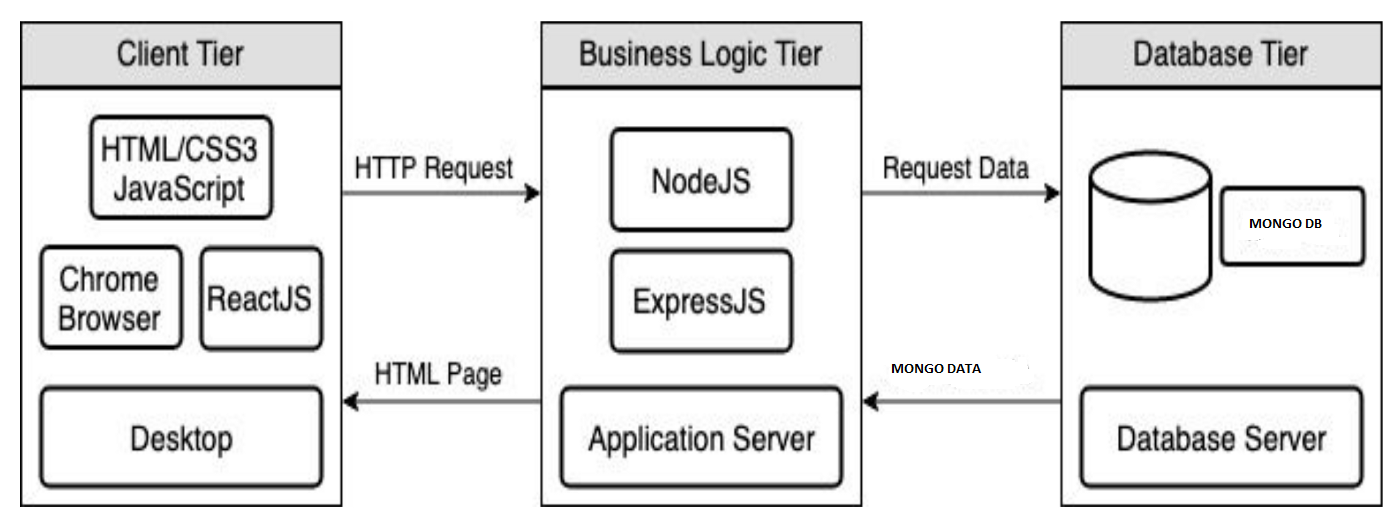 Client Tier
HTML/CSS3
JavaScript
Chrome
Browser
ReactJS
Desktop
HTTP Request
HTML Page
Business Logic Tier
NodeJS
ExpressJS
Application Server
Request Data
MONGO DATA
Database Tier
MONGO DB
Database Server